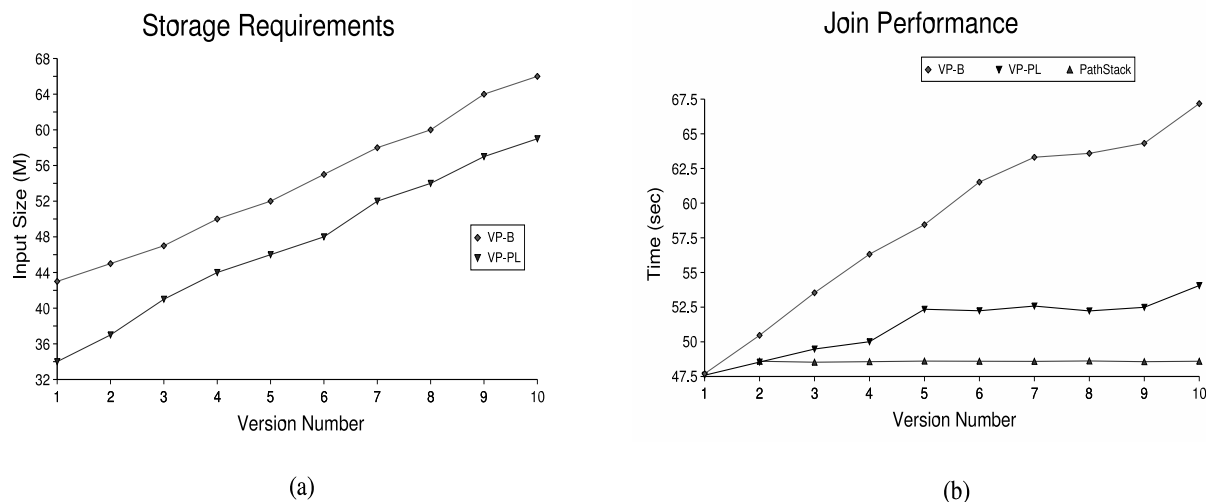 Storage Requirements
68
64
60
56
52
48
44
40
36
32
Input Size (M)
VP-B
VP-PL
1 2 3 4 5 6 7 8 9 10
Version Number
(a)
Join Performance
VP-B VP-PL PathStack
67.5
65
62.5
60
57.5
55
52.5
50
47.5
Time (sec)
1 2 3 4 5 6 7 8 9 10
Version Number
(b)